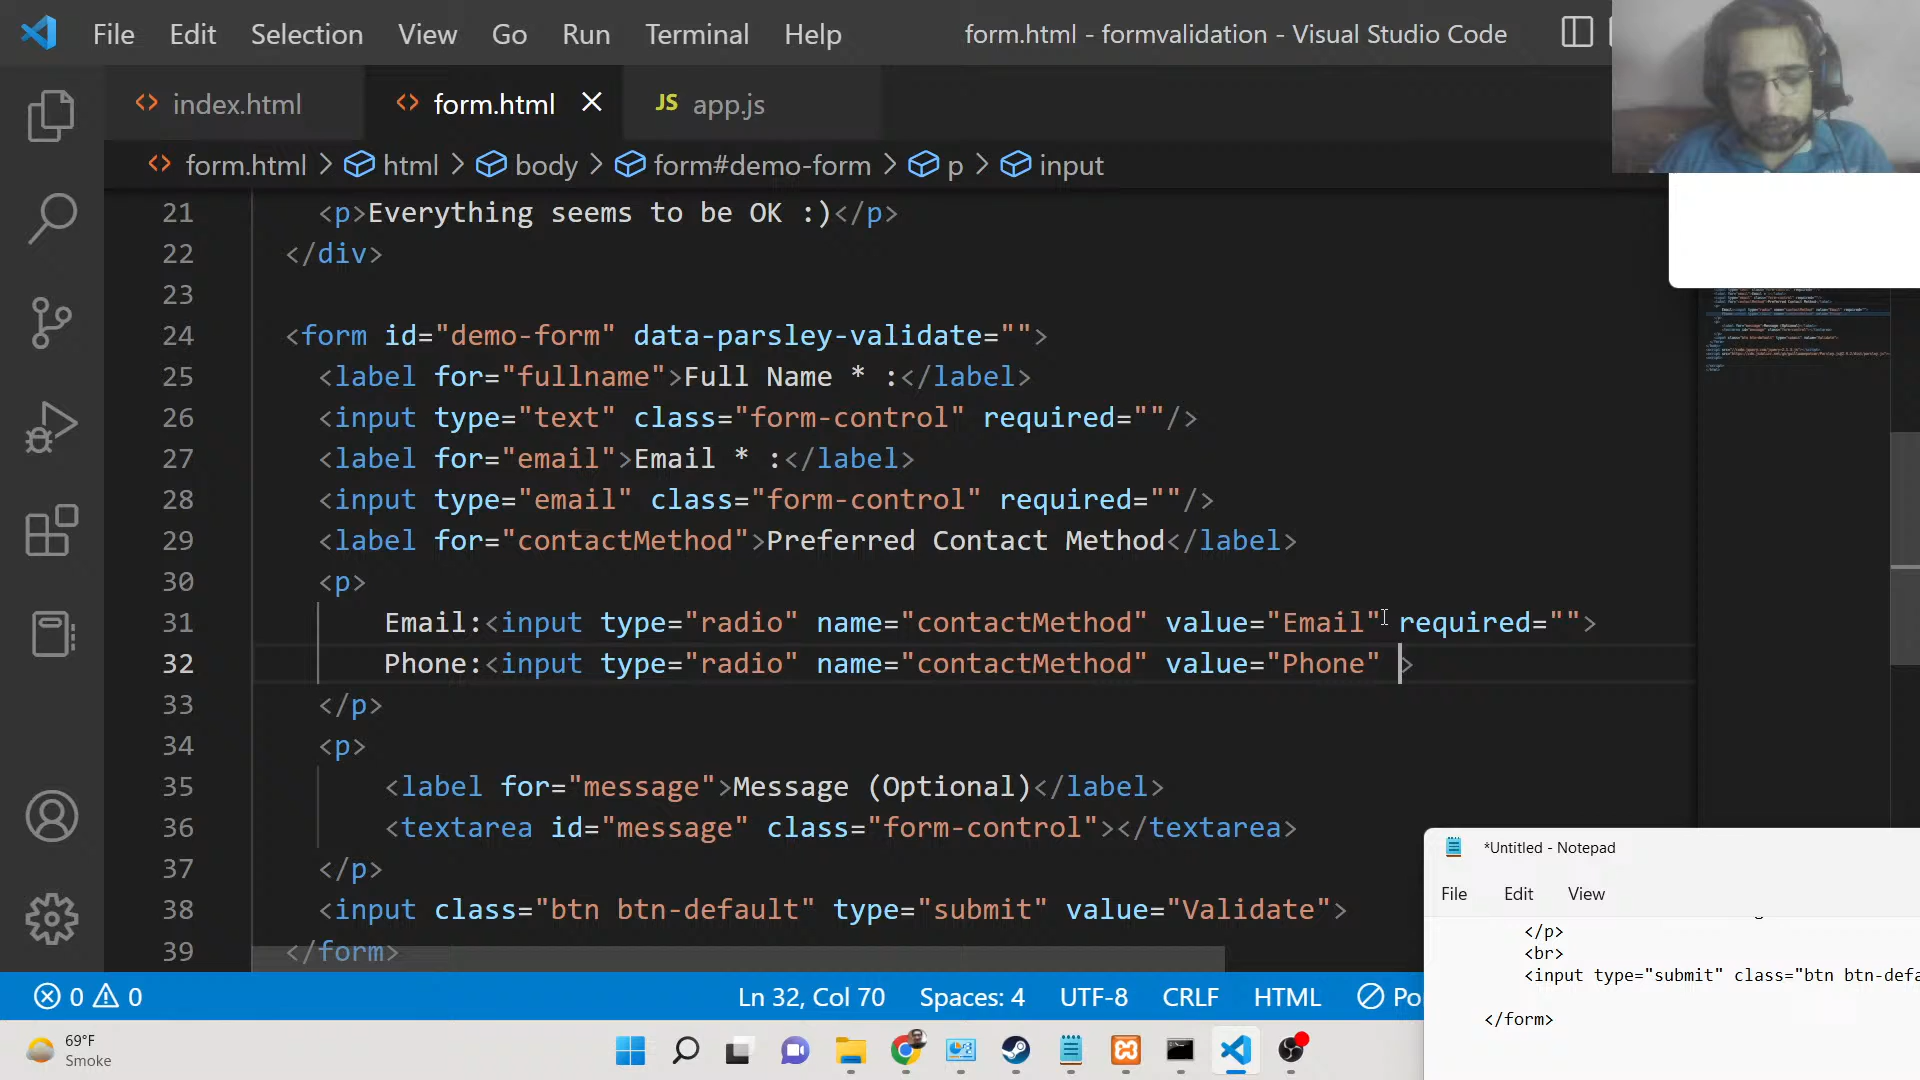 File Edit Selection View Go Run Terminal Help form.html - formvalidation - Visual Studio Code
index.html form.html JS app.js
form.html > html > body > form#demo-form > p > input
21 <p>Everything seems to be OK :)</p>
22 </div>
23
24 <form id="demo-form" data-parsley-validate="">
25 <label for="fullname">Full Name * :</label>
26 <input type="text" class="form-control" required=""/>
27 <label for="email">Email * :</label>
28 <input type="email" class="form-control" required=""/>
29 <label for="contactMethod">Preferred Contact Method</label>
30 <p>
31 Email:<input type="radio" name="contactMethod" value="Email" required="">
32 Phone:<input type="radio" name="contactMethod" value="Phone" >
33 </p>
34 <p>
35 <label for="message">Message (Optional)</label>
36 <textarea id="message" class="form-control"></textarea>
37 </p>
38 <input class="btn btn-default" type="submit" value="Validate">
39 </form>
*Untitled - Notepad
File Edit View
</p>
<br>
<input type="submit" class="btn btn-defa
</form>
0 0 Ln 32, Col 70 Spaces: 4 UTF-8 CRLF HTML Po
69°F
Smoke